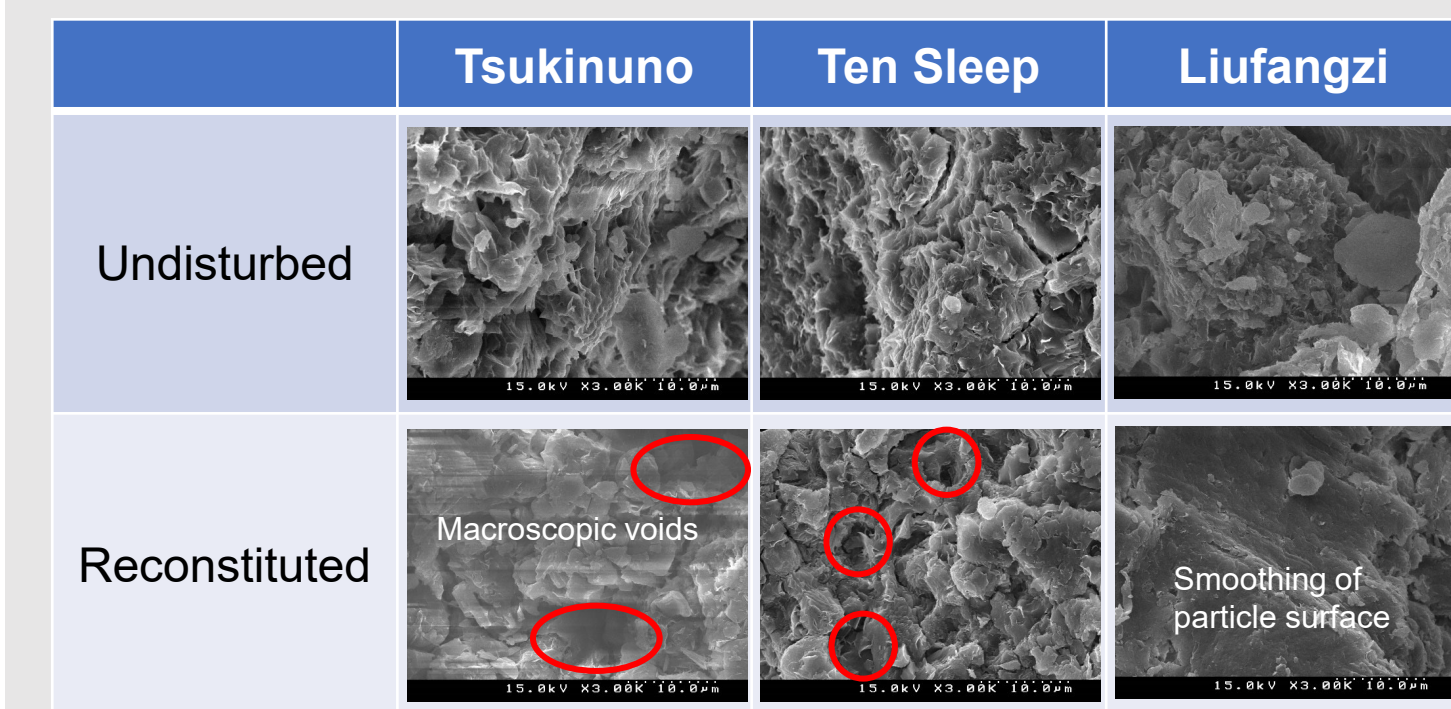 Tsukinuno
Ten Sleep
Liufangzi
Undisturbed
15.0kV X3.00K 10.0μm
15.0kV X3.00K 10.0μm
15.0kV X3.00K 10.0μm
Reconstituted
Macroscopic voids
15.0kV X3.00K 10.0μm
15.0kV X3.00K 10.0μm
Smoothing of
particle surface
15.0kV X3.00K 10.0μm